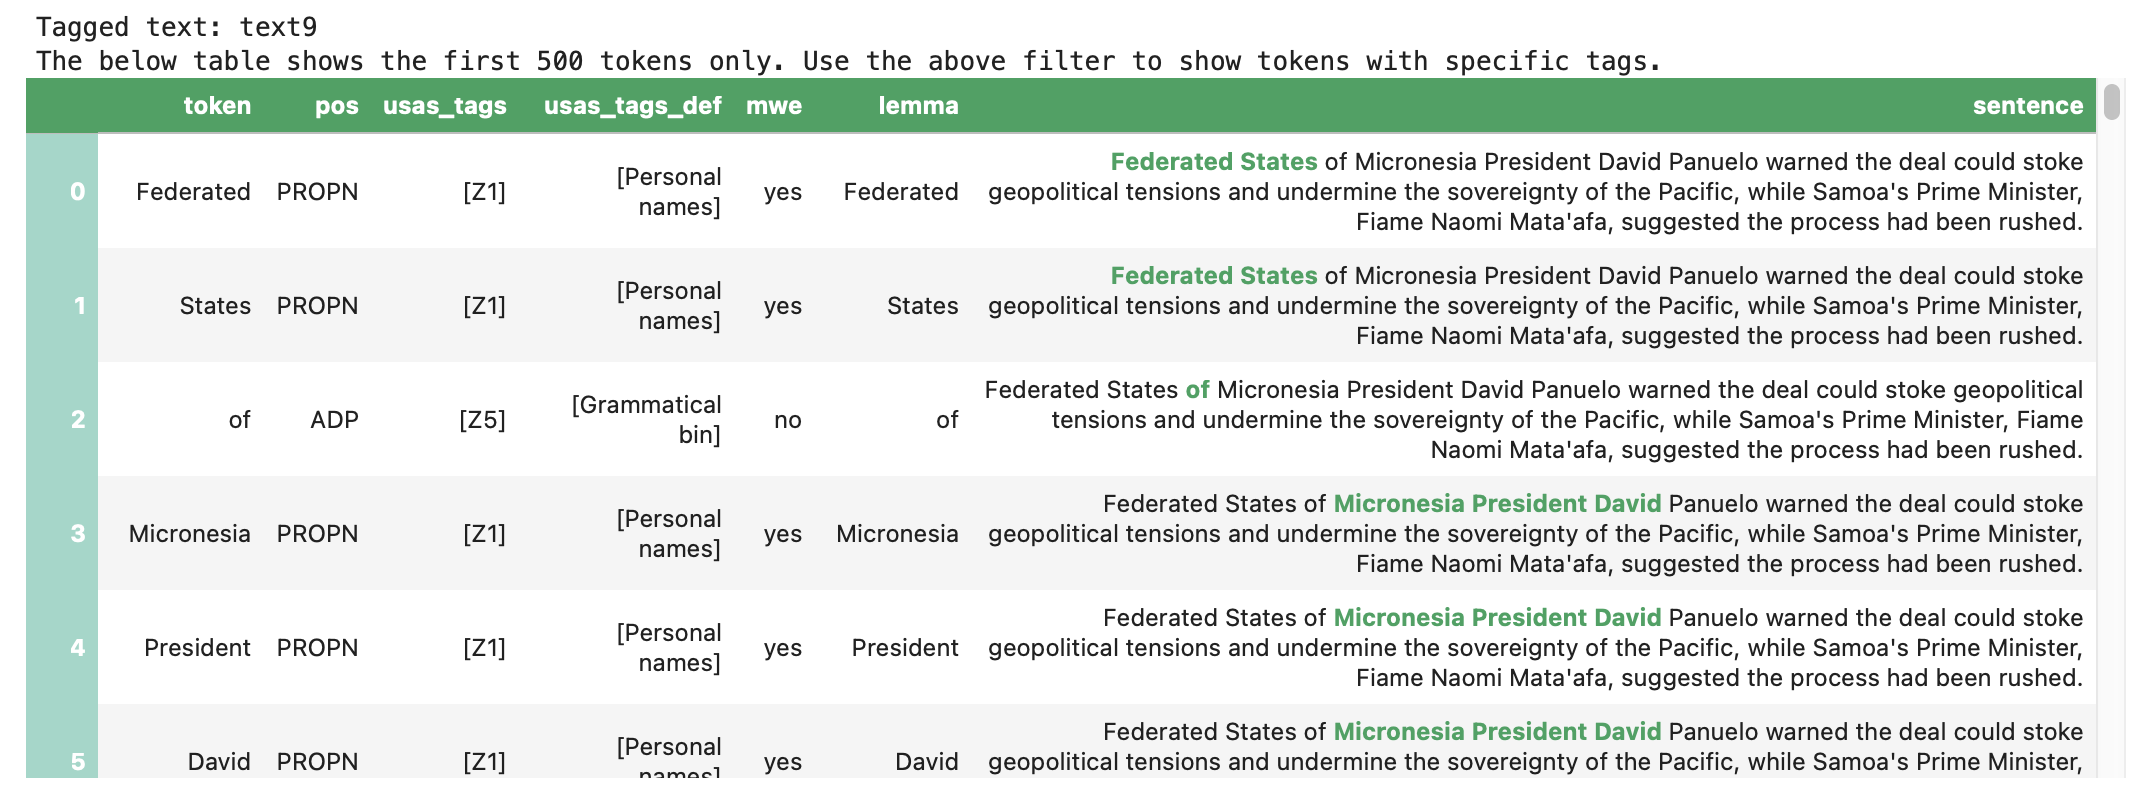 Tagged text: text9
The below table shows the first 500 tokens only. Use the above filter to show tokens with specific tags.
token pos usas_tags usas_tags_def mwe lemma sentence
0 Federated PROPN [Z1] [Personal names] yes Federated Federated States of Micronesia President David Panuelo warned the deal could stoke
geopolitical tensions and undermine the sovereignty of the Pacific, while Samoa's Prime Minister,
Fiame Naomi Mata'afa, suggested the process had been rushed.
1 States PROPN [Z1] [Personal names] yes States Federated States of Micronesia President David Panuelo warned the deal could stoke
geopolitical tensions and undermine the sovereignty of the Pacific, while Samoa's Prime Minister,
Fiame Naomi Mata'afa, suggested the process had been rushed.
2 of ADP [Z5] [Grammatical bin] no of Federated States of Micronesia President David Panuelo warned the deal could stoke geopolitical
tensions and undermine the sovereignty of the Pacific, while Samoa's Prime Minister, Fiame
Naomi Mata'afa, suggested the process had been rushed.
3 Micronesia PROPN [Z1] [Personal names] yes Micronesia Federated States of Micronesia President David Panuelo warned the deal could stoke
geopolitical tensions and undermine the sovereignty of the Pacific, while Samoa's Prime Minister,
Fiame Naomi Mata'afa, suggested the process had been rushed.
4 President PROPN [Z1] [Personal names] yes President Federated States of Micronesia President David Panuelo warned the deal could stoke
geopolitical tensions and undermine the sovereignty of the Pacific, while Samoa's Prime Minister,
Fiame Naomi Mata'afa, suggested the process had been rushed.
5 David PROPN [Z1] [Personal names] yes David Federated States of Micronesia President David Panuelo warned the deal could stoke
geopolitical tensions and undermine the sovereignty of the Pacific, while Samoa's Prime Minister,